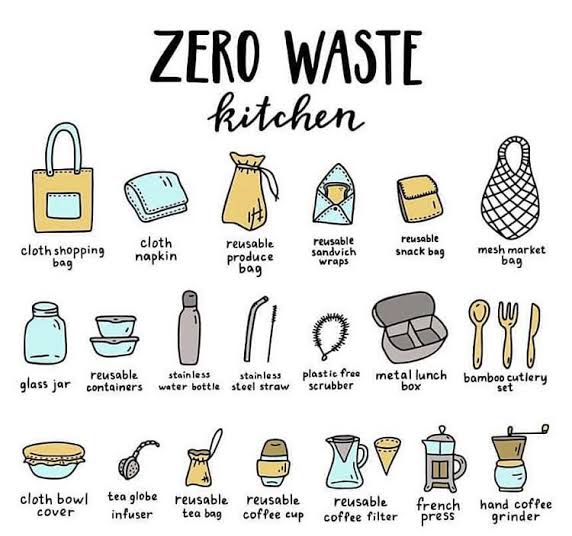 ZERO WASTE
kitchen
cloth shopping
bag
cloth
napkin
reusable
produce
bag
reusable
sandwich
wraps
reusable
snack bag
mesh market
bag
glass jar
reusable
containers
stainless
water bottle
stainless
steel straw
plastic free
scrubber
metal lunch
box
bamboo cutlery
set
cloth bowl
cover
tea globe
infuser
reusable
tea bag
reusable
coffee cup
reusable
coffee filter
french
press
hand coffee
grinder